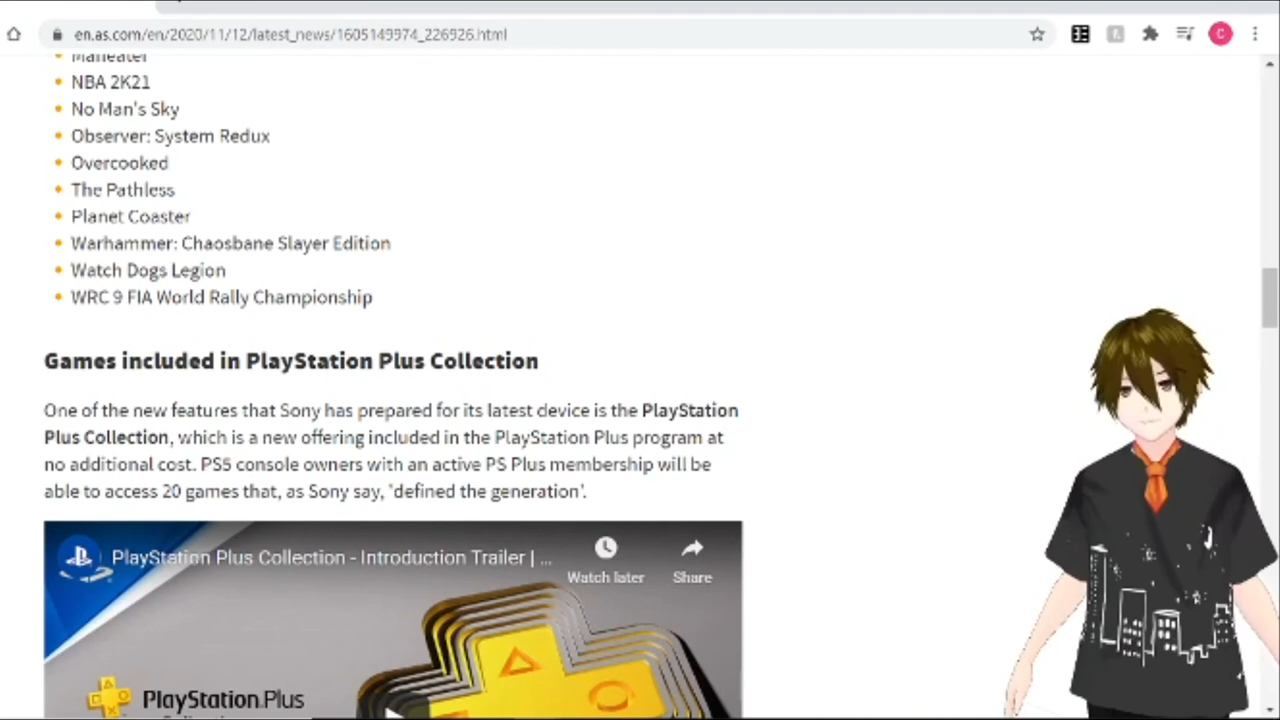 en.as.com/en/2020/11/12/latest_news/1605149974_226926.html
C
Maneater
NBA 2K21
No Man's Sky
Observer: System Redux
Overcooked
The Pathless
Planet Coaster
Warhammer: Chaosbane Slayer Edition
Watch Dogs Legion
WRC 9 FIA World Rally Championship
Games included in PlayStation Plus Collection
One of the new features that Sony has prepared for its latest device is the PlayStation
Plus Collection, which is a new offering included in the PlayStation Plus program at
no additional cost. PS5 console owners with an active PS Plus membership will be
able to access 20 games that, as Sony say, 'defined the generation'.
PlayStation Plus Collection - Introduction Trailer | ...
Watch later
Share
PlayStation.Plus